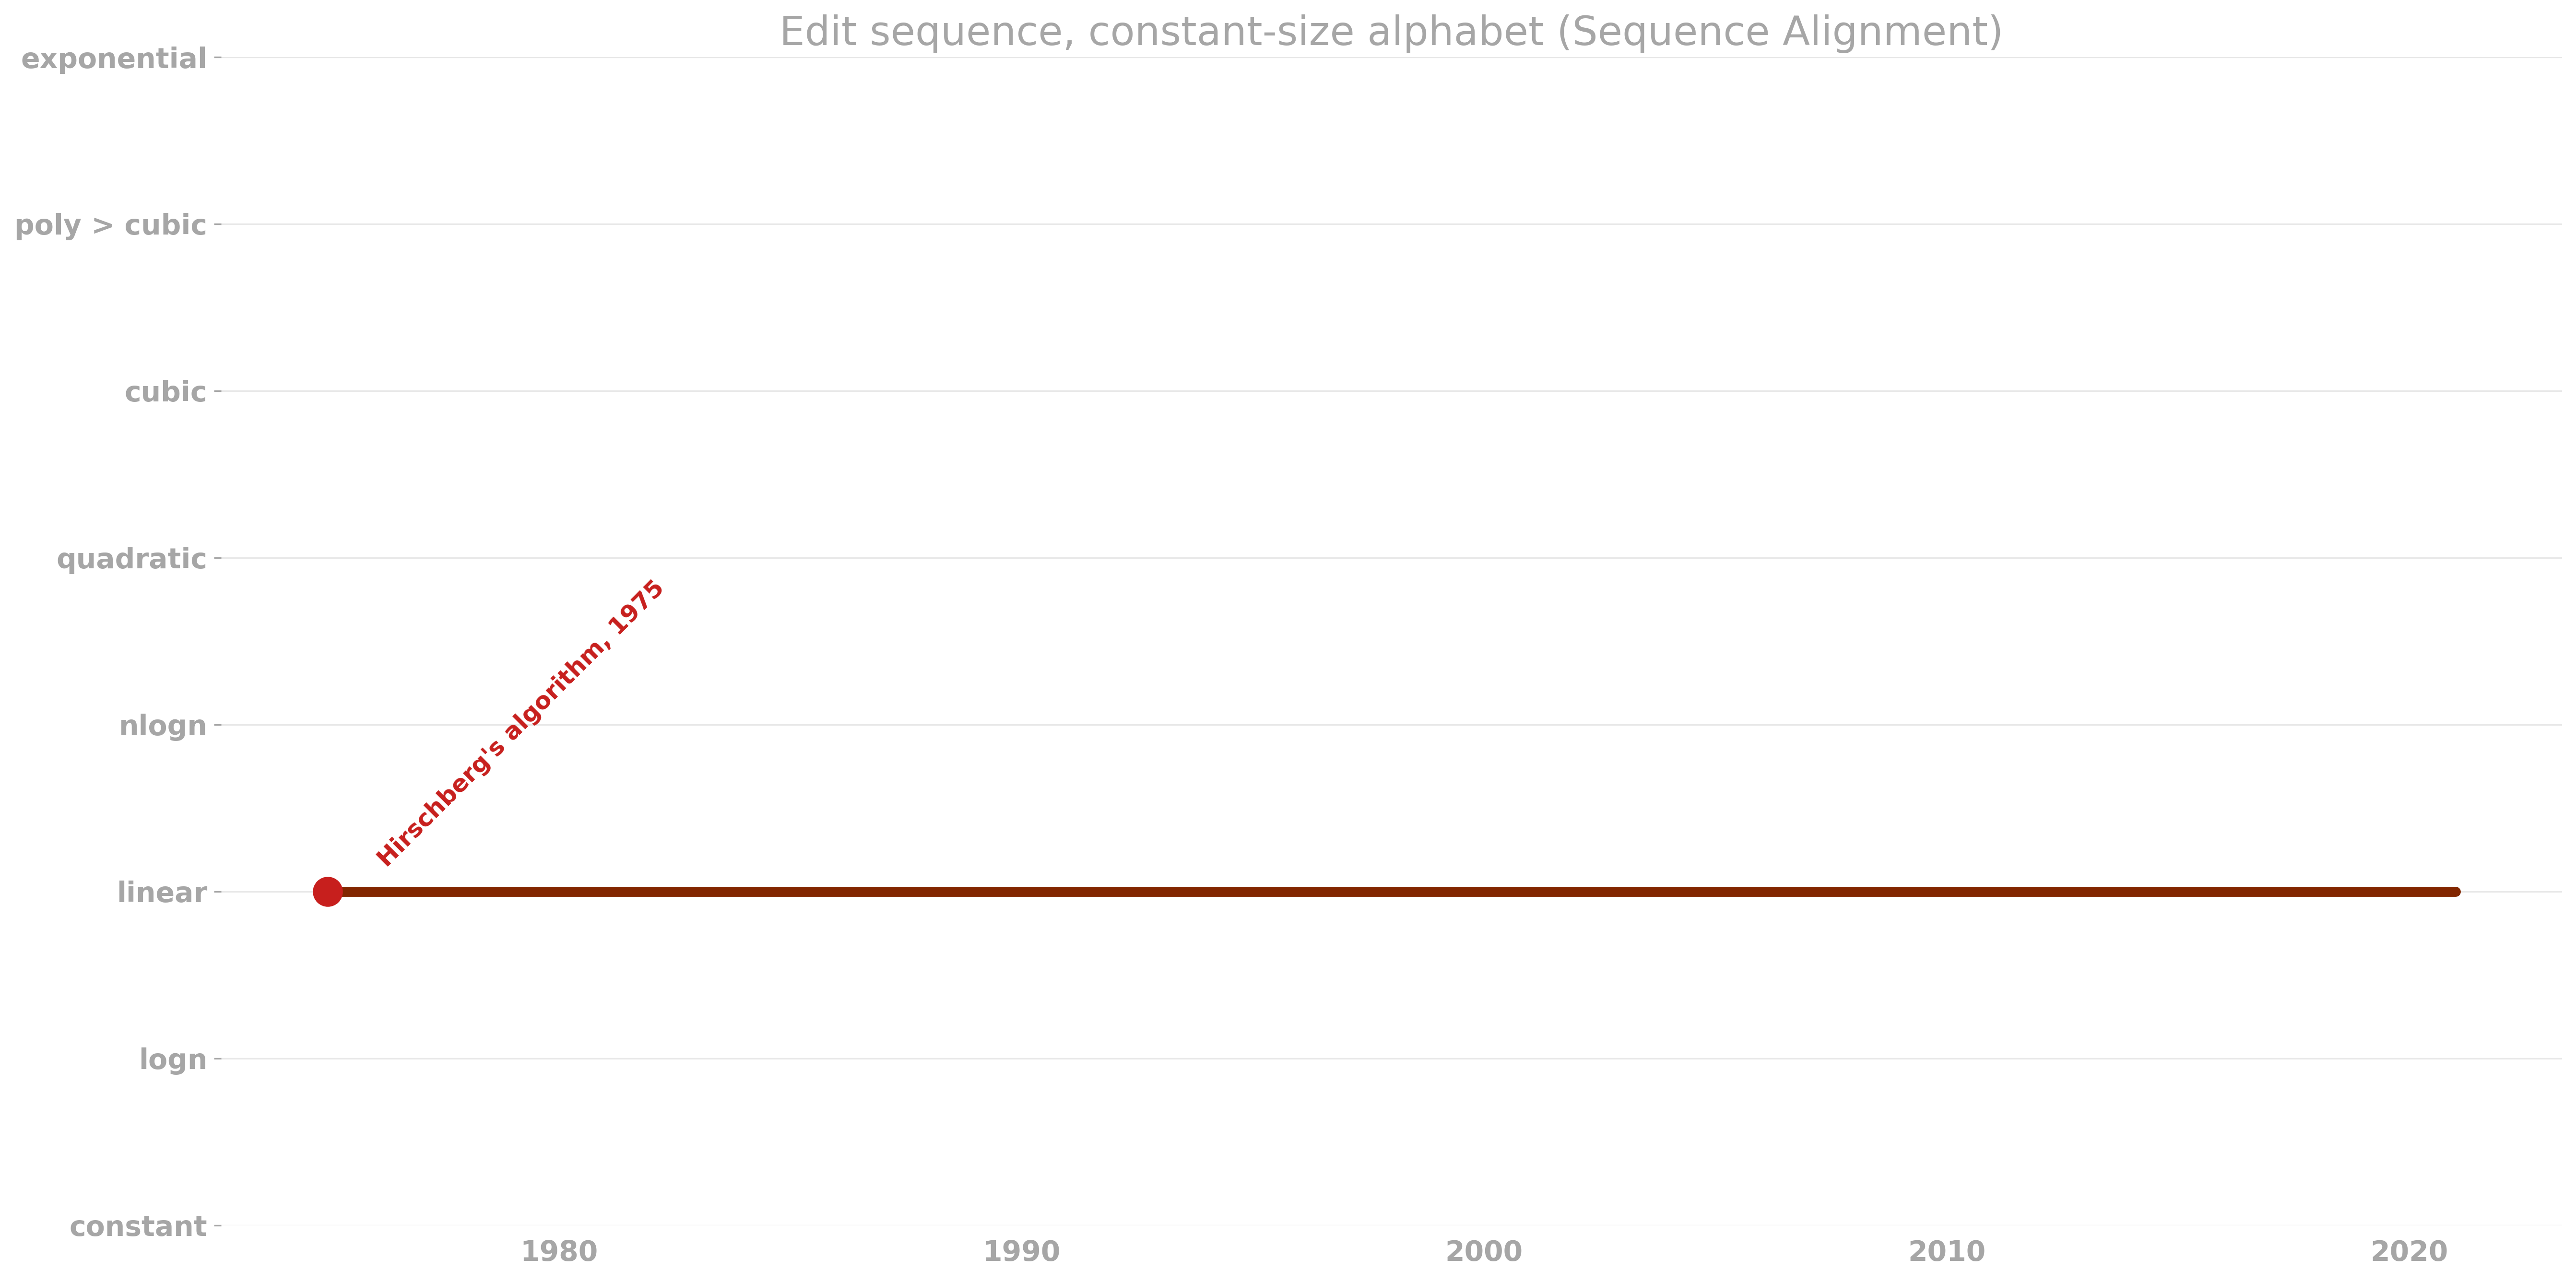 Edit sequence, constant-size alphabet (Sequence Alignment)
exponential
poly > cubic
cubic
quadratic
nlogn
linear
logn
constant
Hirschberg's algorithm, 1975
1980
1990
2000
2010
2020